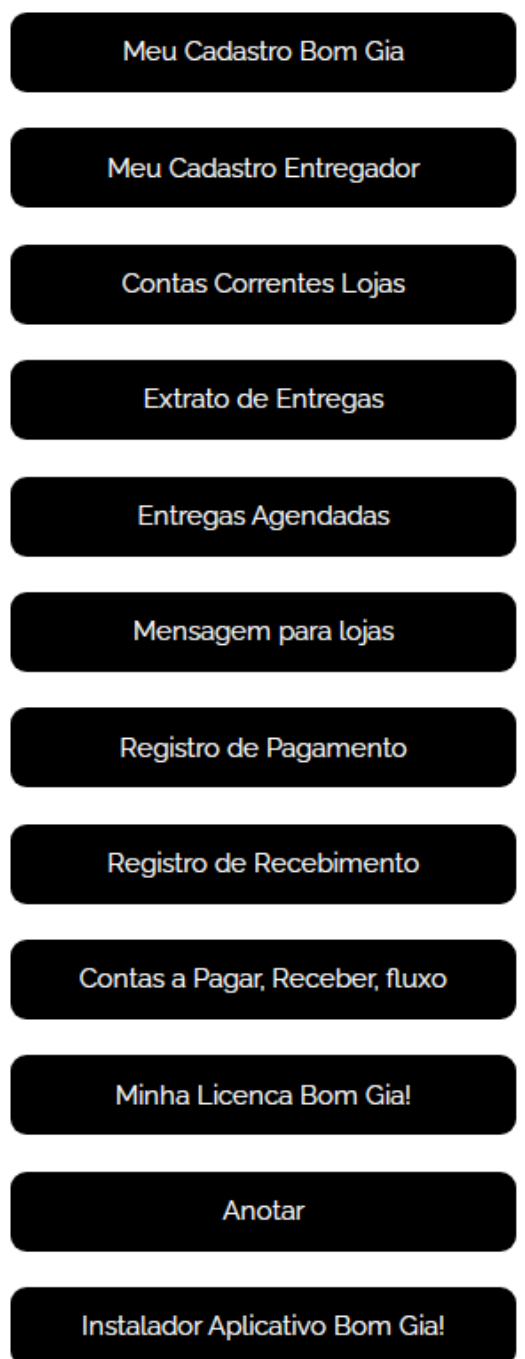 Meu Cadastro Bom Gia
Meu Cadastro Entregador
Contas Correntes Lojas
Extrato de Entregas
Entregas Agendadas
Mensagem para lojas
Registro de Pagamento
Registro de Recebimento
Contas a Pagar, Receber, fluxo
Minha Licenca Bom Gia!
Anotar
Instalador Aplicativo Bom Gia!